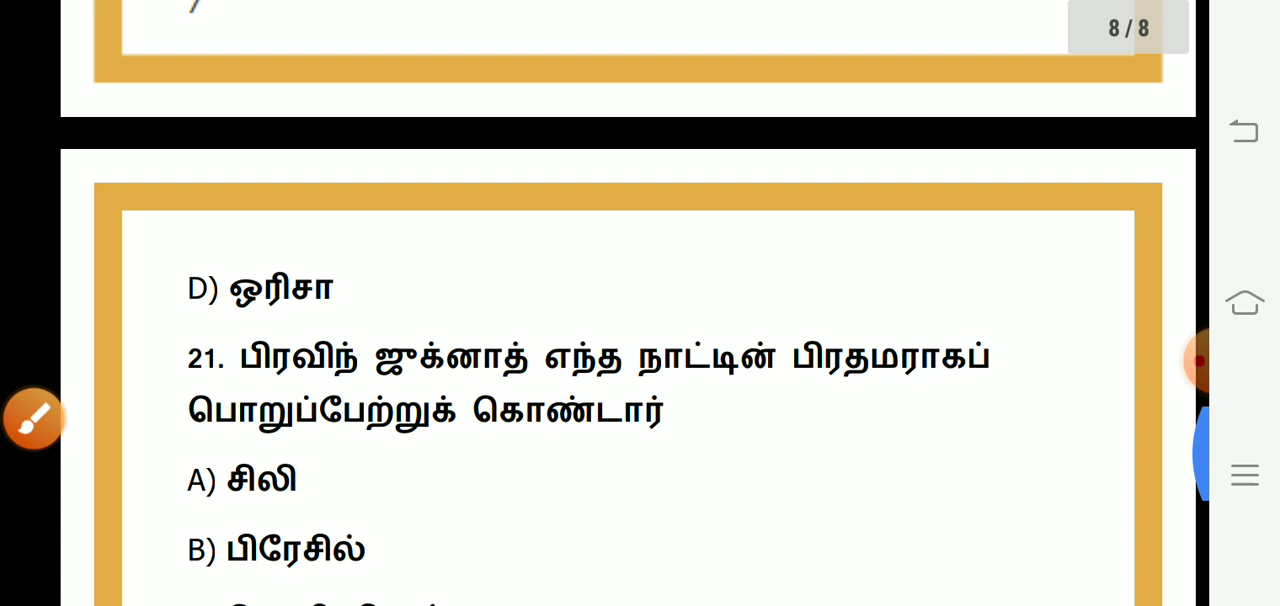 8 / 8
D) ஒரிசா
21. பிரவிந் ஜுக்னாத் எந்த நாட்டின் பிரதமராகப்
பொறுப்பேற்றுக் கொண்டார்
A) சிலி
B) பிரேசில்